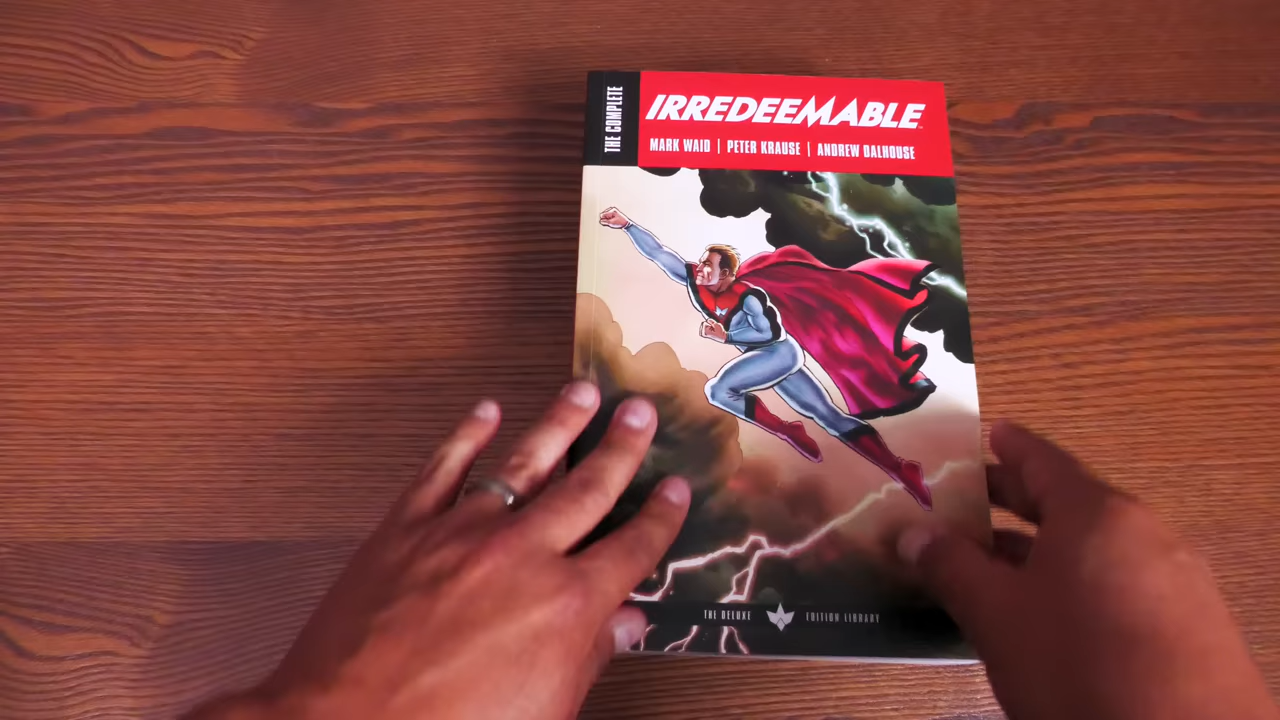 THE COMPLETE
IRREDEEMABLE
MARK WAID | PETER KRAUSE | ANDREW DALHOUSE
THE DELUXE EDITION LIBRARY